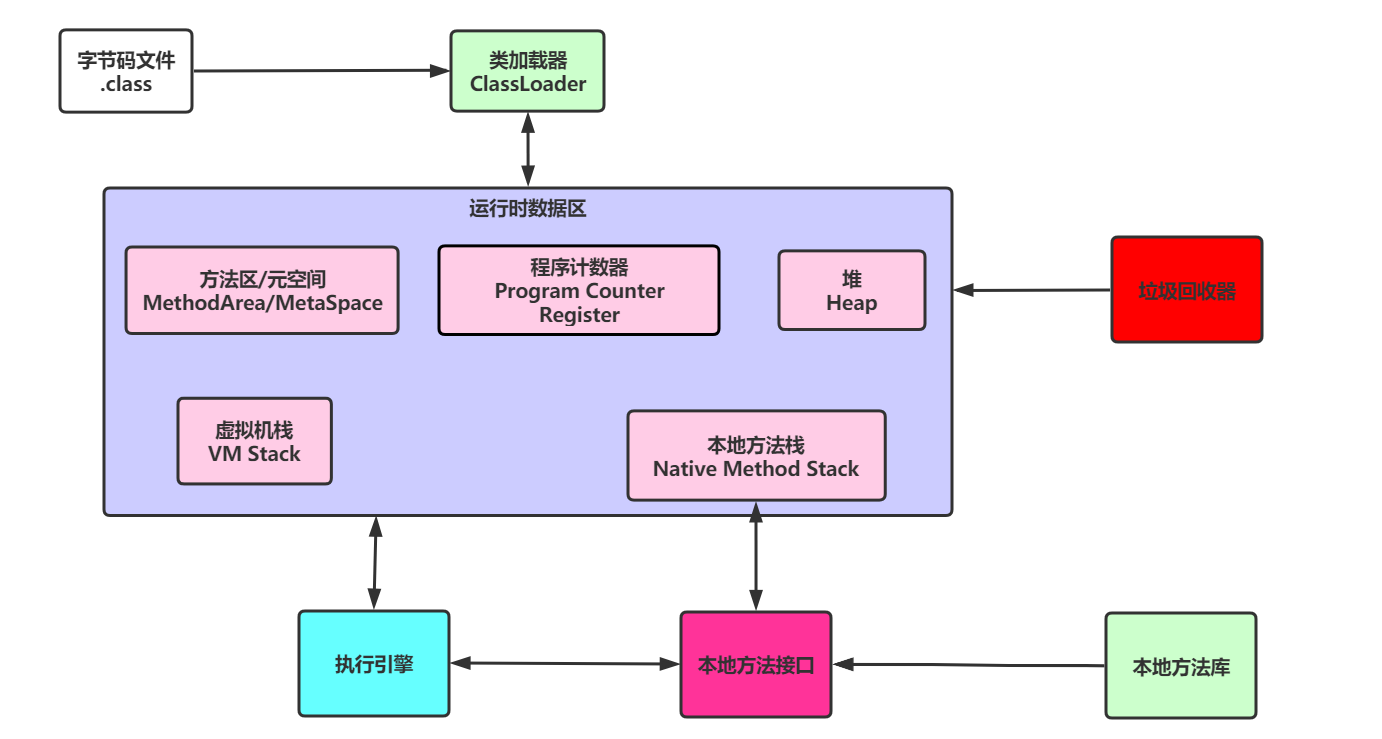 字节码文件
.class
类加载器
ClassLoader
运行时数据区
方法区/元空间
MethodArea/MetaSpace
程序计数器
Program Counter
Register
堆
Heap
垃圾回收器
虚拟机栈
VM Stack
本地方法栈
Native Method Stack
执行引擎
本地方法接口
本地方法库